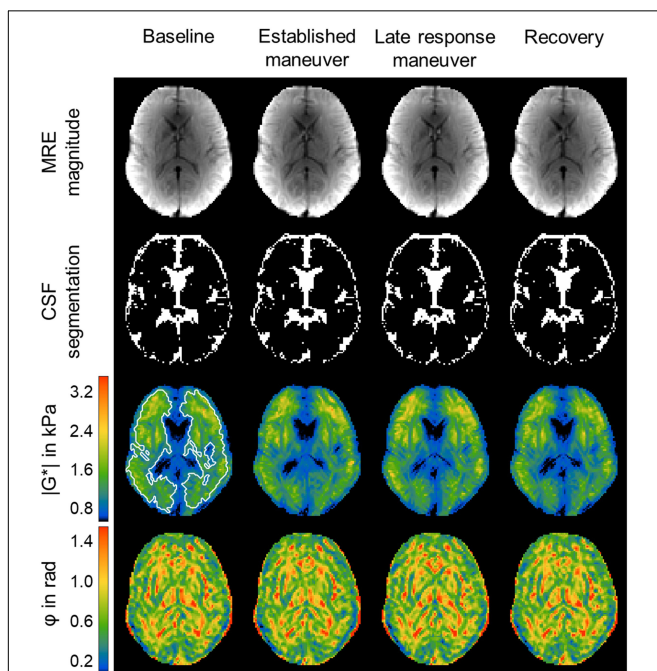 Baseline
Established
maneuver
Late response
maneuver
Recovery
MRE
magnitude
CSF
segmentation
|G*| in kPa
3.2
2.4
1.6
0.8
φ in rad
1.4
1.0
0.6
0.2